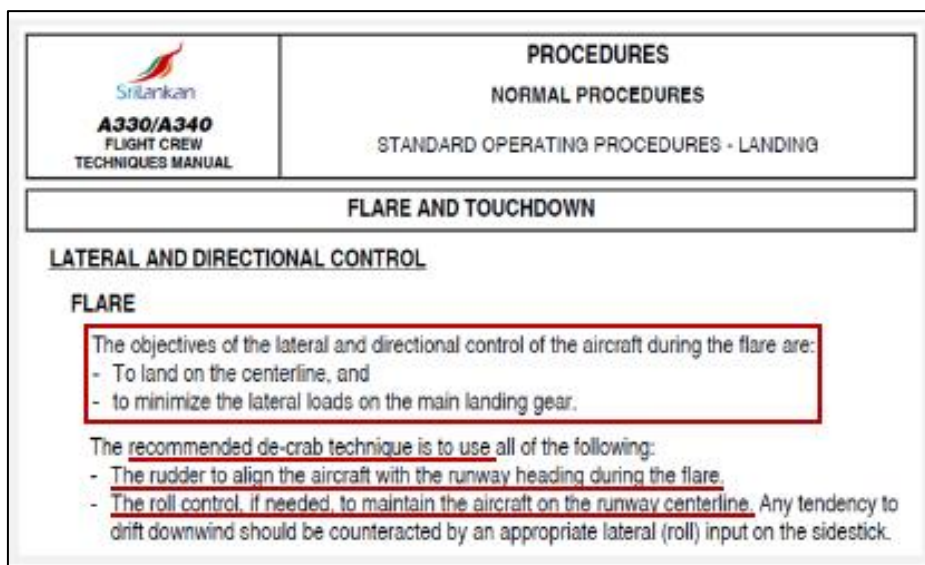 SriLankan
A330/A340
FLIGHT CREW
TECHNIQUES MANUAL
PROCEDURES
NORMAL PROCEDURES
STANDARD OPERATING PROCEDURES - LANDING
FLARE AND TOUCHDOWN
LATERAL AND DIRECTIONAL CONTROL
FLARE
The objectives of the lateral and directional control of the aircraft during the flare are:
- To land on the centerline, and
- to minimize the lateral loads on the main landing gear.
The recommended de-crab technique is to use all of the following:
- The rudder to align the aircraft with the runway heading during the flare.
- The roll control, if needed, to maintain the aircraft on the runway centerline. Any tendency to
drift downwind should be counteracted by an appropriate lateral (roll) input on the sidestick.